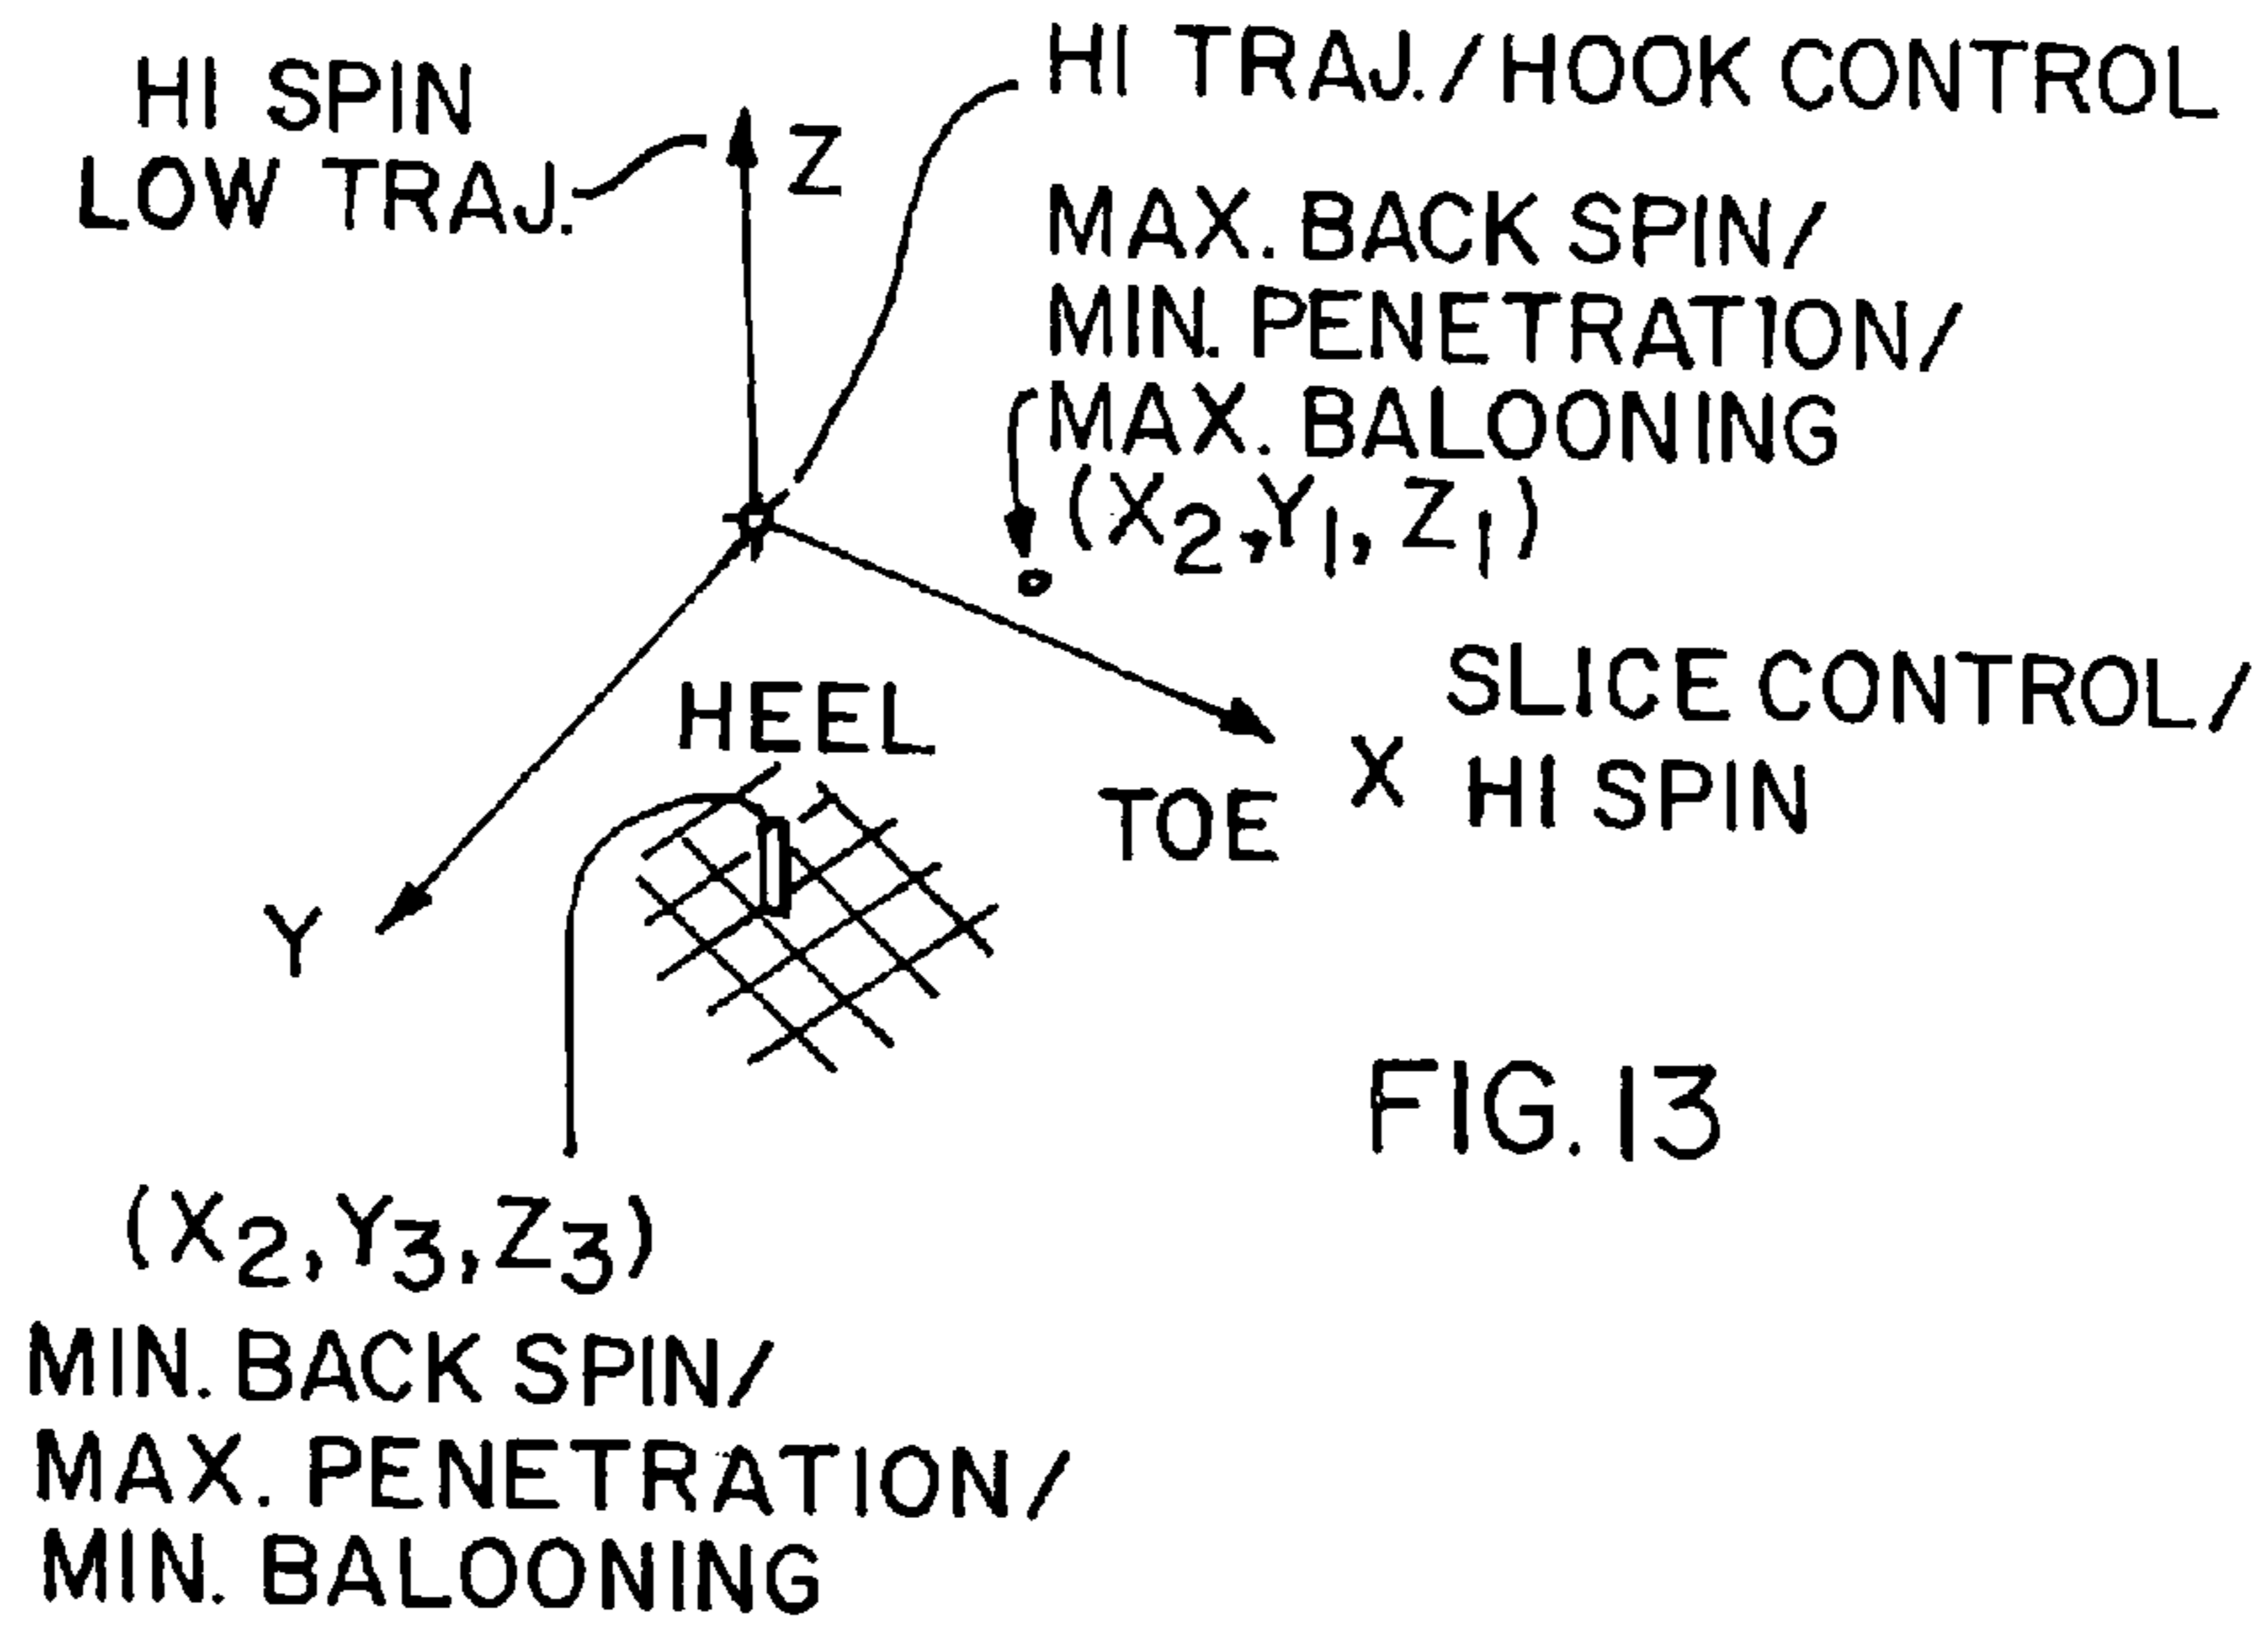 HI SPIN
LOW TRAJ.
Z
HI TRAJ./HOOK CONTROL
MAX. BACK SPIN/
MIN. PENETRATION/
MAX. BALOONING
(X2,Y1,Z1)
SLICE CONTROL/
X HI SPIN
HEEL
TOE
Y
FIG. 13
(X2,Y3,Z3)
MIN. BACK SPIN/
MAX. PENETRATION/
MIN. BALOONING